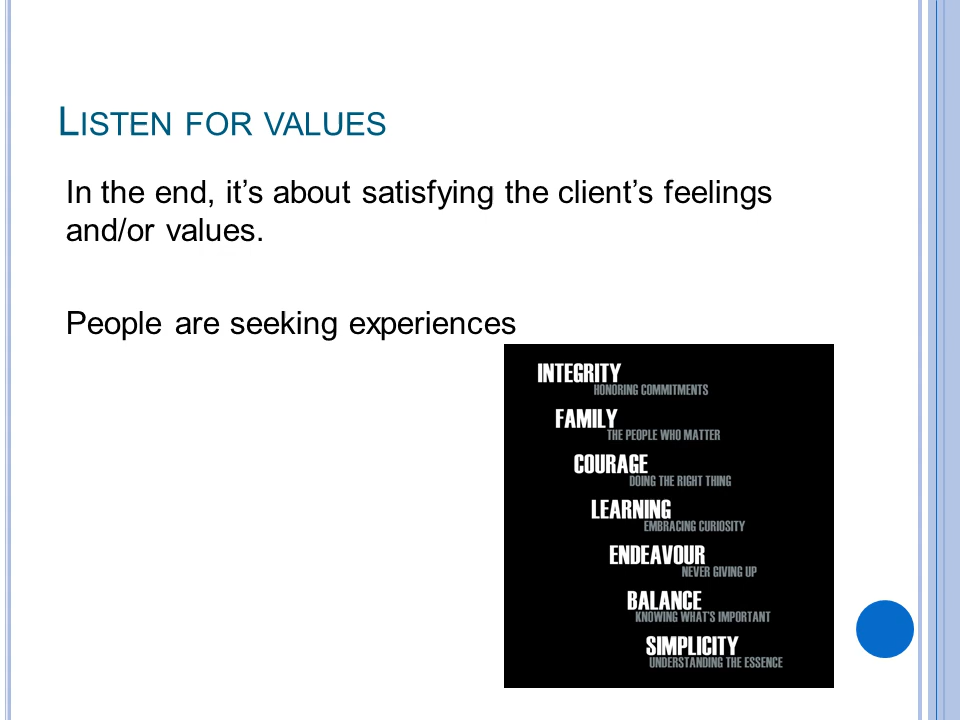 LISTEN FOR VALUES
In the end, it’s about satisfying the client’s feelings
and/or values.
People are seeking experiences
INTEGRITY
HONORING COMMITMENTS
FAMILY
THE PEOPLE WHO MATTER
COURAGE
DOING THE RIGHT THING
LEARNING
EMBRACING CURIOSITY
ENDEAVOUR
NEVER GIVING UP
BALANCE
KNOWING WHAT'S IMPORTANT
SIMPLICITY
UNDERSTANDING THE ESSENCE